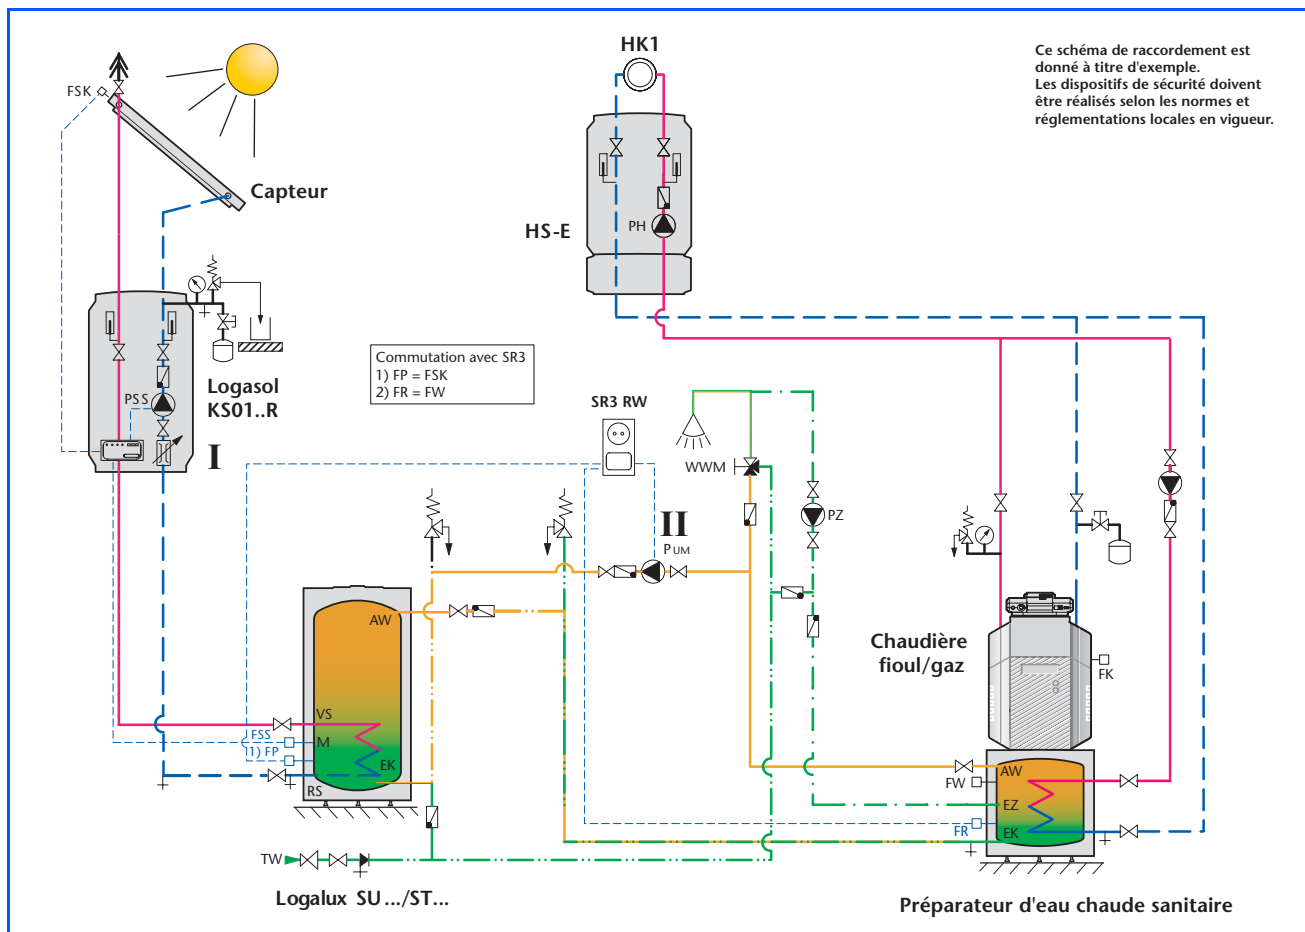 HK1
Ce schéma de raccordement est
donné à titre d'exemple.
Les dispositifs de sécurité doivent
être réalisés selon les normes et
réglementations locales en vigueur.
FSK
Capteur
HS-E
PH
Commutation avec SR3
1) FP = FSK
2) FR = FW
Logasol
KS01..R
PSS
I
SR3 RW
WWM
PZ
II
PUM
AW
Chaudière
fioul/gaz
FK
VS
FSS
M
1) FP
EK
RS
AW
FW
EZ
FR
EK
TW
Logalux SU.../ST...
Préparateur d'eau chaude sanitaire